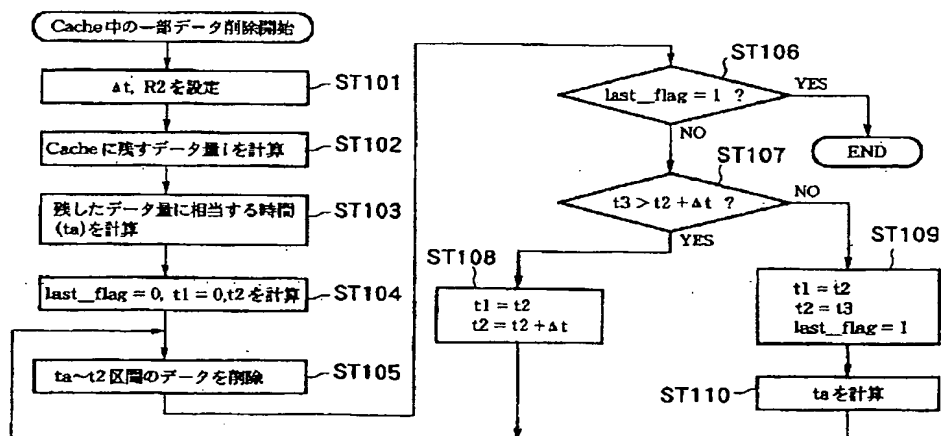 Cache中の一部データ削除開始
Δt, R2を設定
ST101
Cacheに残すデータ量iを計算
ST102
残したデータ量に相当する時間
(ta)を計算
ST103
last_flag = 0, t1 = 0,t2を計算
ST104
ta~t2区間のデータを削除
ST105
ST106
last_flag = 1 ?
YES
END
NO
ST107
t3 > t2 + Δt ?
NO
YES
ST108
t1 = t2
t2 = t2 + Δt
ST109
t1 = t2
t2 = t3
last_flag = 1
ST110
taを計算